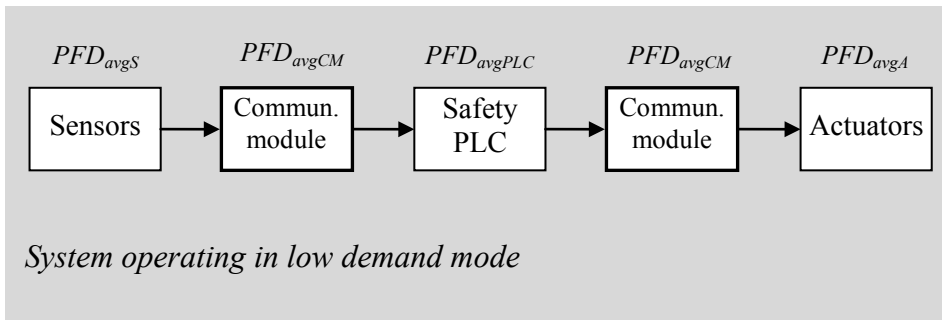 PFDavgS PFDavgCM PFDavgPLC PFDavgCM PFDavgA
Sensors
Commun.
module
Safety
PLC
Commun.
module
Actuators
System operating in low demand mode